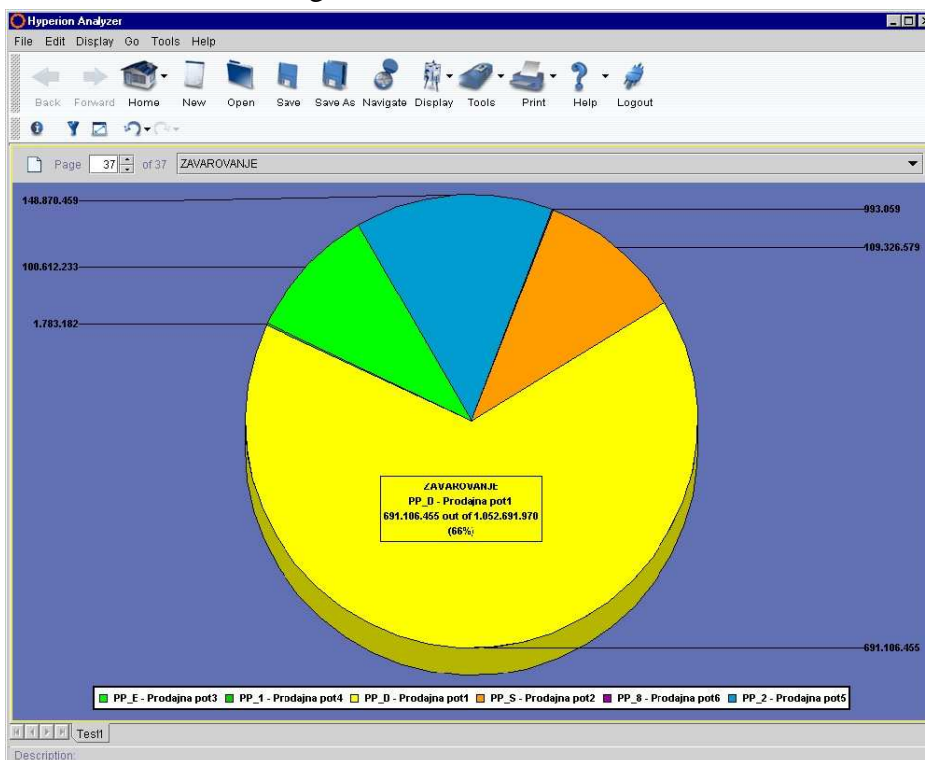 Hyperion Analyzer
File Edit Display Go Tools Help
Back Forward Home New Open Save Save As Navigate Display Tools Print Help Logout
Page 37 of 37 ZAVAROVANJE
148.870.459
993.059
109.326.579
100.612.233
1.783.182
ZAVAROVANJE
PP_D - Prodajna pot1
691.106.455 out of 1.052.691.970
(66%)
691.106.455
PP_E - Prodajna pot3 PP_1 - Prodajna pot4 PP_D - Prodajna pot1 PP_S - Prodajna pot2 PP_8 - Prodajna pot6 PP_2 - Prodajna pot5
Test1
Description: